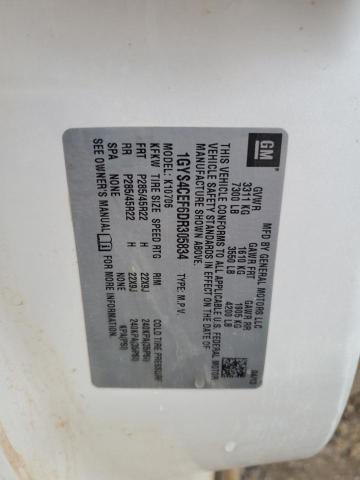 GM
MFD BY GENERAL MOTORS LLC
GVWR GAWR FRT GAWR RR
3311 KG 1610 KG 1905 KG
7300 LB 3550 LB 4200 LB
THIS VEHICLE CONFORMS TO ALL APPLICABLE U.S. FEDERAL MOTOR
VEHICLE SAFETY STANDARDS IN EFFECT ON THE DATE OF
MANUFACTURE SHOWN ABOVE.
1GYS4CEF6DR305834 TYPE: M.P.V.
MODEL: K10706
KFKW TIRE SIZE SPEED RTG RIM COLD TIRE PRESSURE
FRT P285/45R22 H 22X9J 240KPA(35PSI)
RR P285/45R22 H 22X9J 240KPA(35PSI)
SPA NONE NONE KPA(PSI)
SEE OWNER'S MANUAL FOR MORE INFORMATION.
04/13